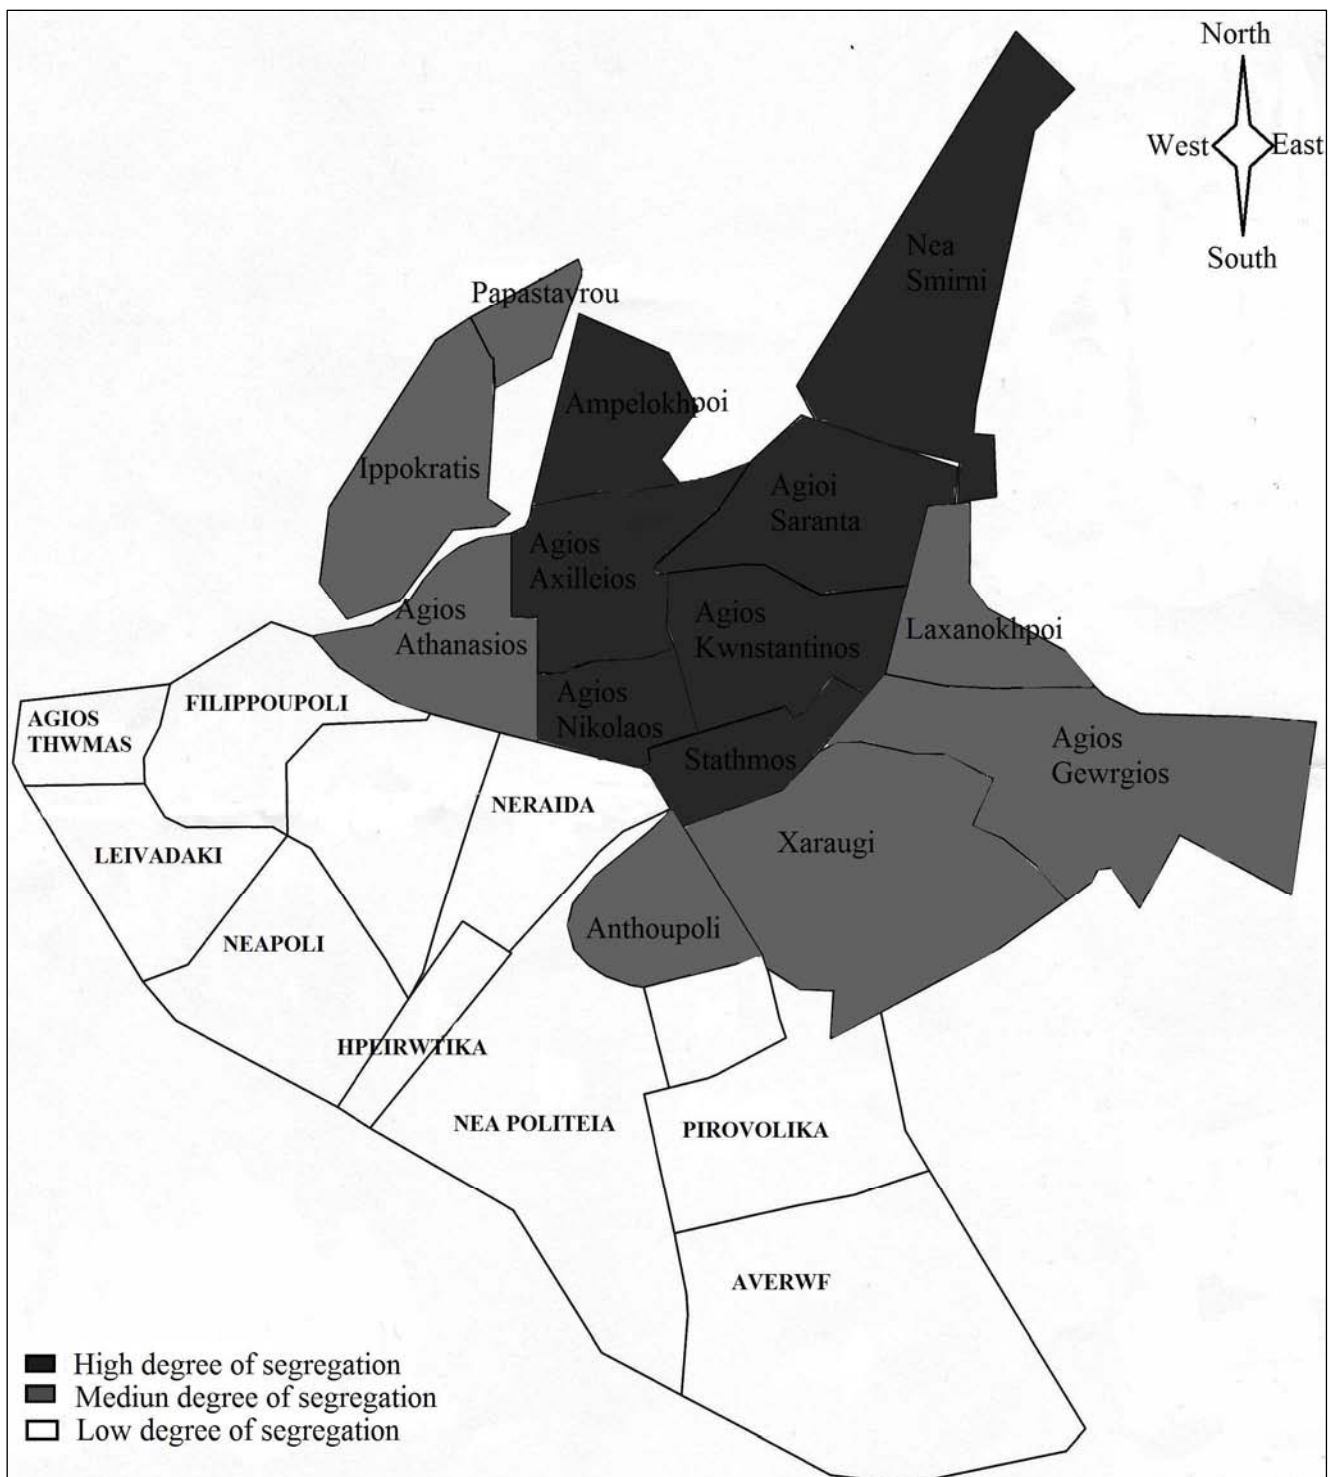 North
West East
South
Nea
Smirni
Papastavrou
Ampelokhpoi
Ippokratis
Agioi
Saranta
Agios
Axilleios
Agios
Athanasios
Agios
Kwnstantinos
Laxanokhpoi
Agios
Nikolaos
Stathmos
Agios
Gewrgios
FILIPPOUPOLI
AGIOS
THWMAS
NERAIDA
LEIVADAKI
Xaraugi
Anthoupoli
NEAPOLI
HPEIRWTIKA
NEA POLITEIA
PIROVOLIKA
AVERWF
High degree of segregation
Mediun degree of segregation
Low degree of segregation